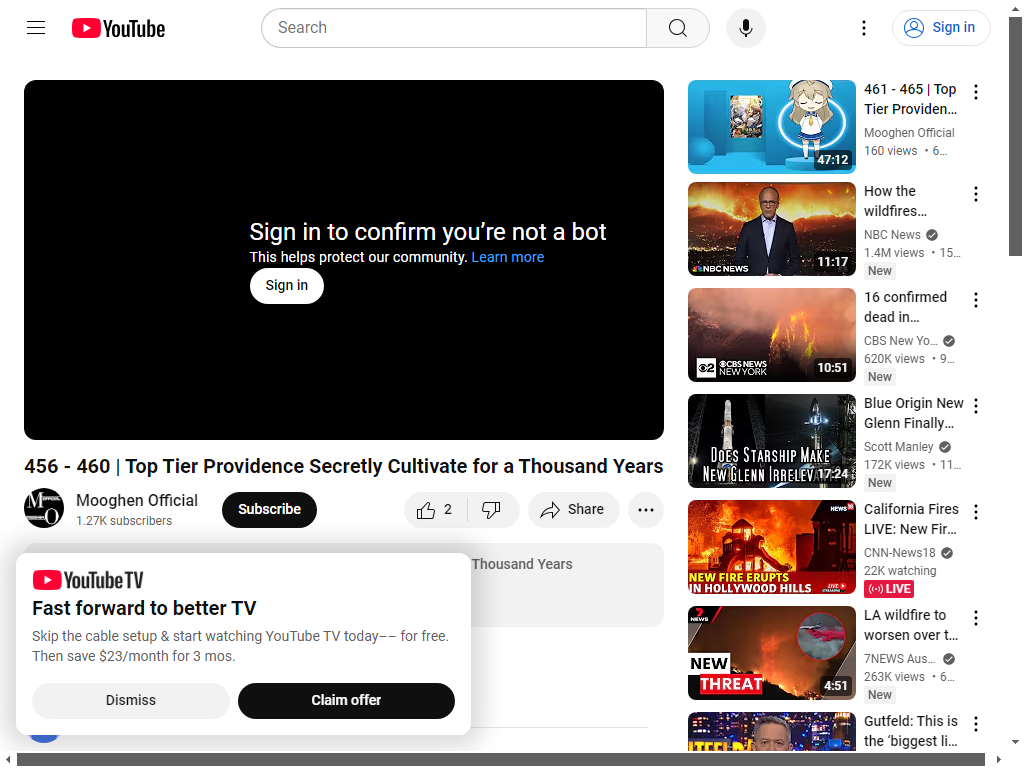 YouTube
Search
Sign in
Sign in to confirm you’re not a bot
This helps protect our community. Learn more
Sign in
456 - 460 | Top Tier Providence Secretly Cultivate for a Thousand Years
Mooghen Official
1.27K subscribers
Subscribe
2
Share
Thousand Years
YouTube TV
Fast forward to better TV
Skip the cable setup & start watching YouTube TV today–– for free.
Then save $23/month for 3 mos.
Dismiss
Claim offer
47:12
461 - 465 | Top
Tier Providen...
Mooghen Official
160 views • 6...
NBC NEWS
11:17
How the
wildfires...
NBC News
1.4M views • 15...
New
CBS NEWS
NEW YORK
10:51
16 confirmed
dead in...
CBS New Yo...
620K views • 9...
New
DOES STARSHIP MAKE
NEW GLENN IRRELEV
17:24
Blue Origin New
Glenn Finally...
Scott Manley
172K views • 11...
New
NEWS18
NEW FIRE ERUPTS
IN HOLLYWOOD HILLS
LIVE
California Fires
LIVE: New Fir...
CNN-News18
22K watching
LIVE
7 NEWS
NEW
THREAT
4:51
LA wildfire to
worsen over t...
7NEWS Aus...
263K views • 6...
New
Gutfeld: This is
the ‘biggest li...